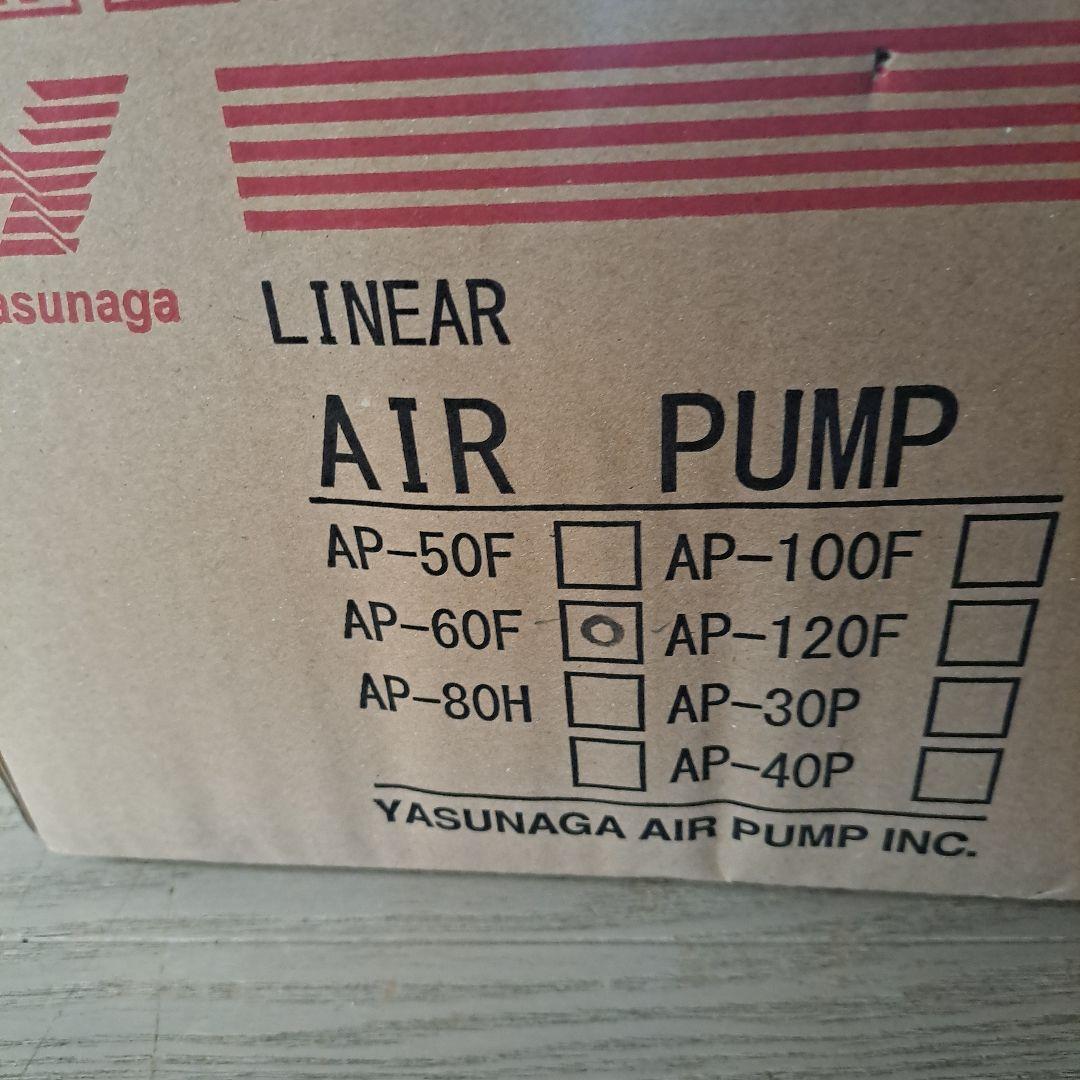 asunaga
LINEAR
AIR PUMP
AP-50F AP-100F
AP-60F AP-120F
AP-80H AP-30P
AP-40P
YASUNAGA AIR PUMP INC.